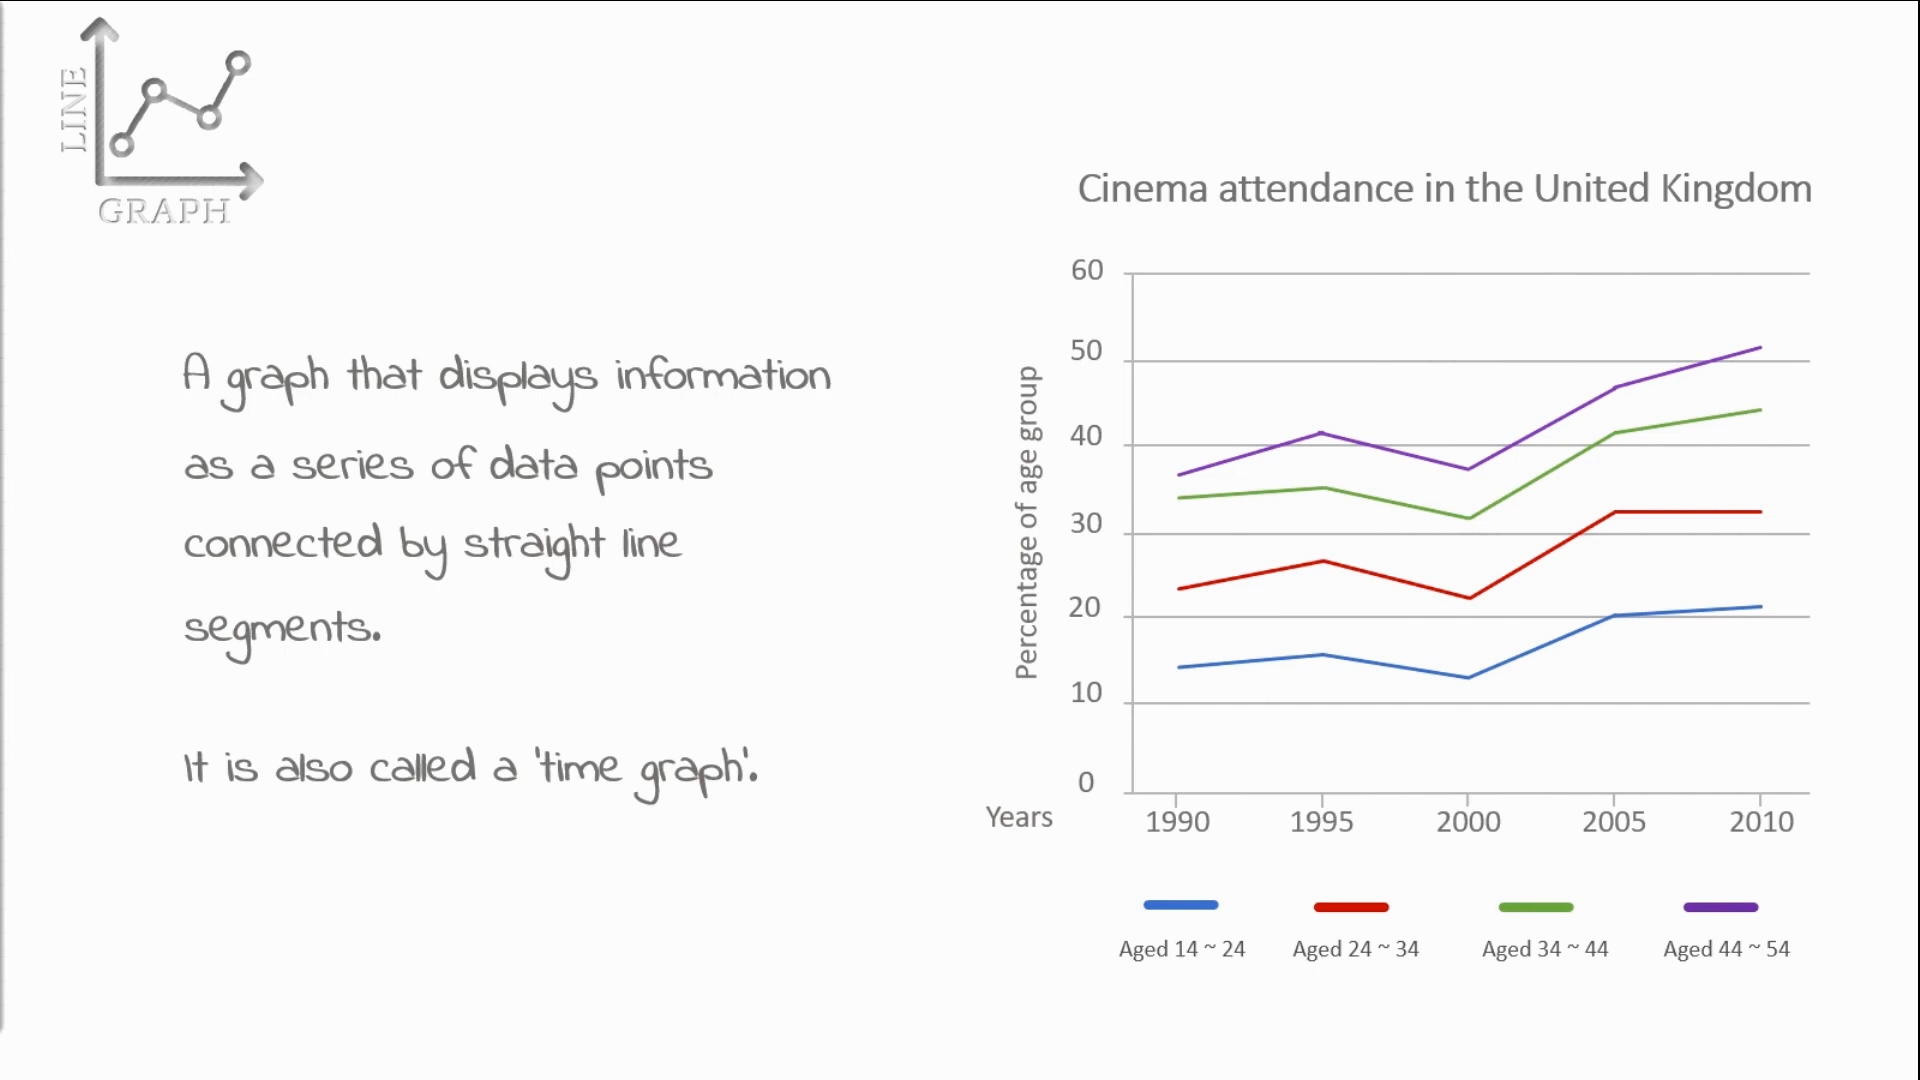 LINE
GRAPH
A graph that displays information
as a series of data points
connected by straight line
segments.
It is also called a 'time graph'.
Cinema attendance in the United Kingdom
Percentage of age group
60
50
40
30
20
10
0
Years
1990 1995 2000 2005 2010
Aged 14 ~ 24 Aged 24 ~ 34 Aged 34 ~ 44 Aged 44 ~ 54